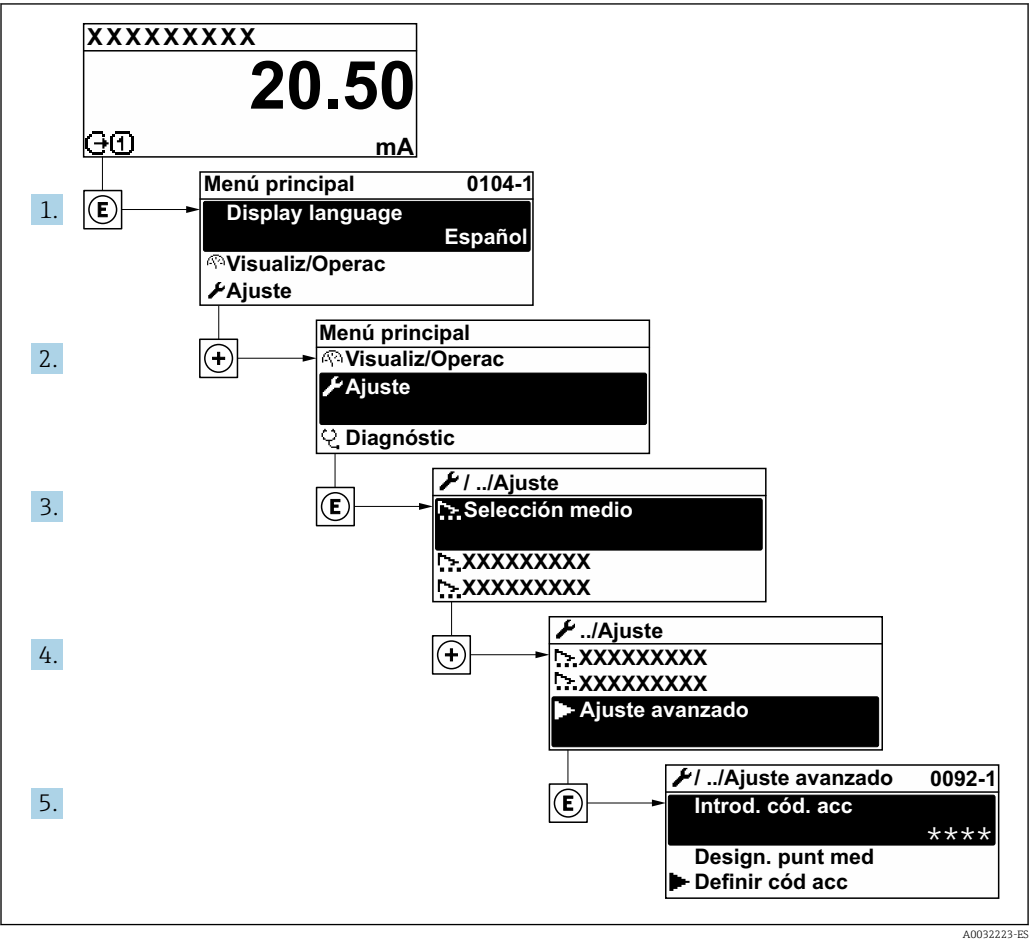 XXXXXXXXX
20.50
mA
1
1.
E
Menú principal 0104-1
Display language
Español
Visualiz/Operac
Ajuste
2.
+
Menú principal
Visualiz/Operac
Ajuste
Diagnóstic
3.
E
/ ../Ajuste
Selección medio
XXXXXXXXX
XXXXXXXXX
4.
+
../Ajuste
XXXXXXXXX
XXXXXXXXX
Ajuste avanzado
5.
E
/ ../Ajuste avanzado 0092-1
Introd. cód. acc
****
Design. punt med
Definir cód acc
A0032223-ES